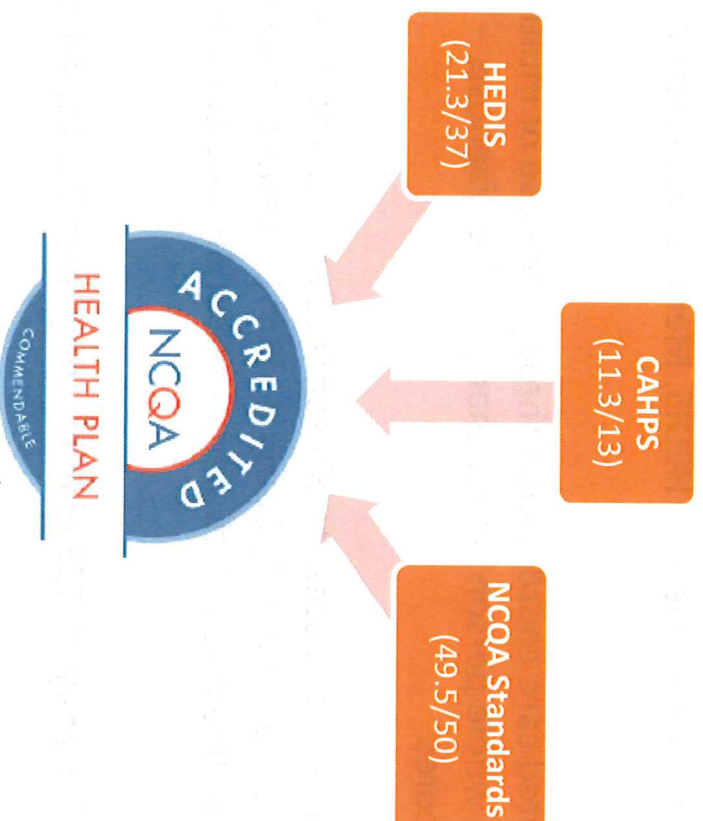 HEDIS
(21.3/37)
CAHPS
(11.3/13)
NCQA Standards
(49.5/50)
ACCREDITED
NCQA
HEALTH PLAN
COMMENDABLE